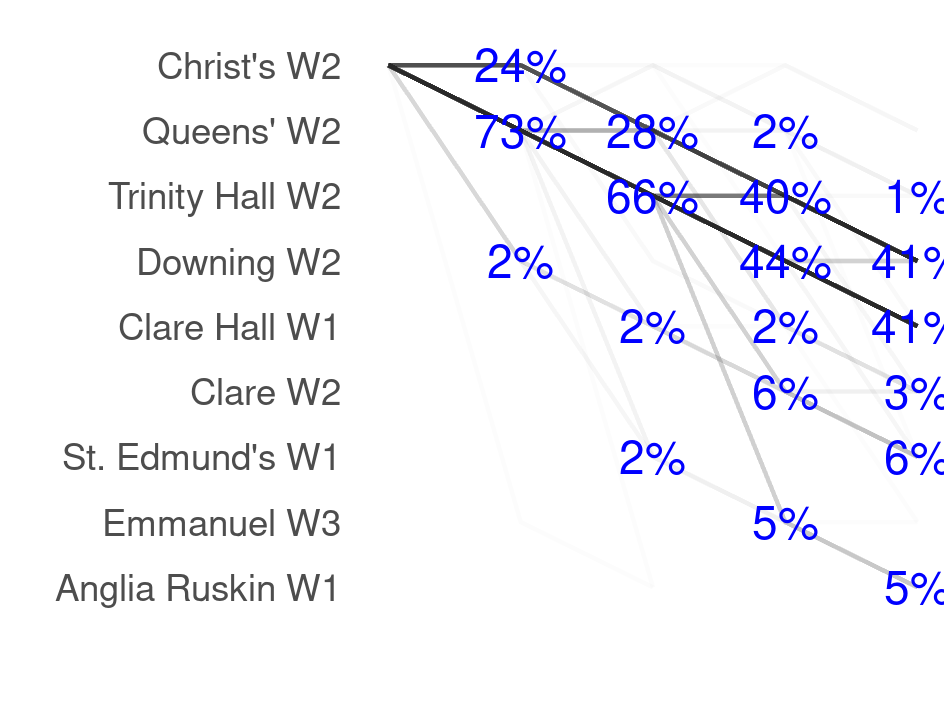 Christ's W2 24%
Queens' W2 73% 28% 2%
Trinity Hall W2 66% 40% 1%
Downing W2 2% 44% 41%
Clare Hall W1 2% 2% 41%
Clare W2 6% 3%
St. Edmund's W1 2% 6%
Emmanuel W3 5%
Anglia Ruskin W1 5%